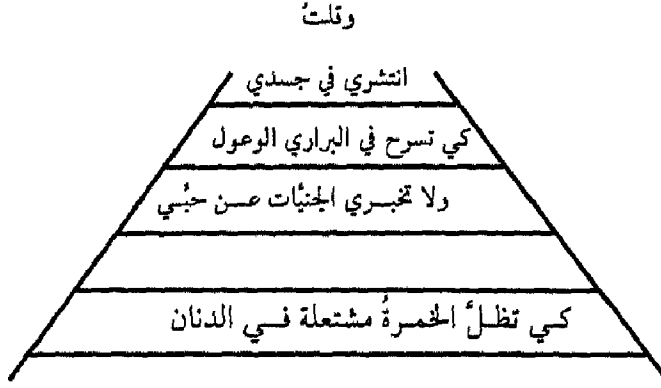 وقلتُ
انتشري في جسدي
كي تسرح في البراري الوعول
ولا تخبري الجنيَّات عن حبَّي
كي تظلَّ الخمرةُ مشتعلة في الدنان